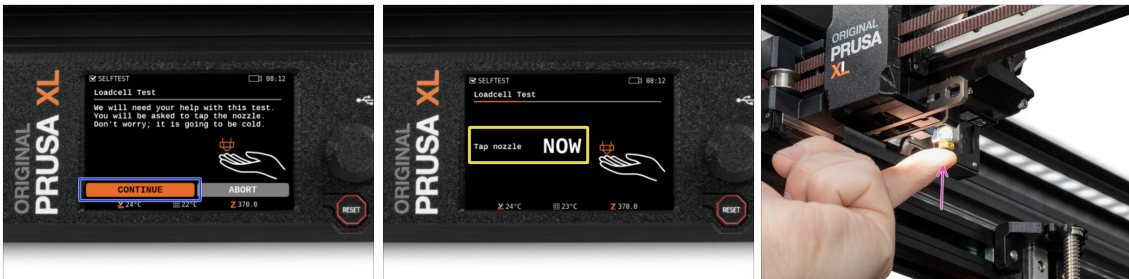 ORIGINAL
PRUSA XL
SELFTEST
08:12
Loadcell Test
We will need your help with this test.
You will be asked to tap the nozzle.
Don't worry; it is going to be cold.
CONTINUE
ABORT
24°C
22°C
Z 370.0
RESET
ORIGINAL
PRUSA XL
SELFTEST
08:12
Loadcell Test
Tap nozzle NOW
24°C
23°C
Z 370.0
RESET
ORIGINAL
PRUSA
XL